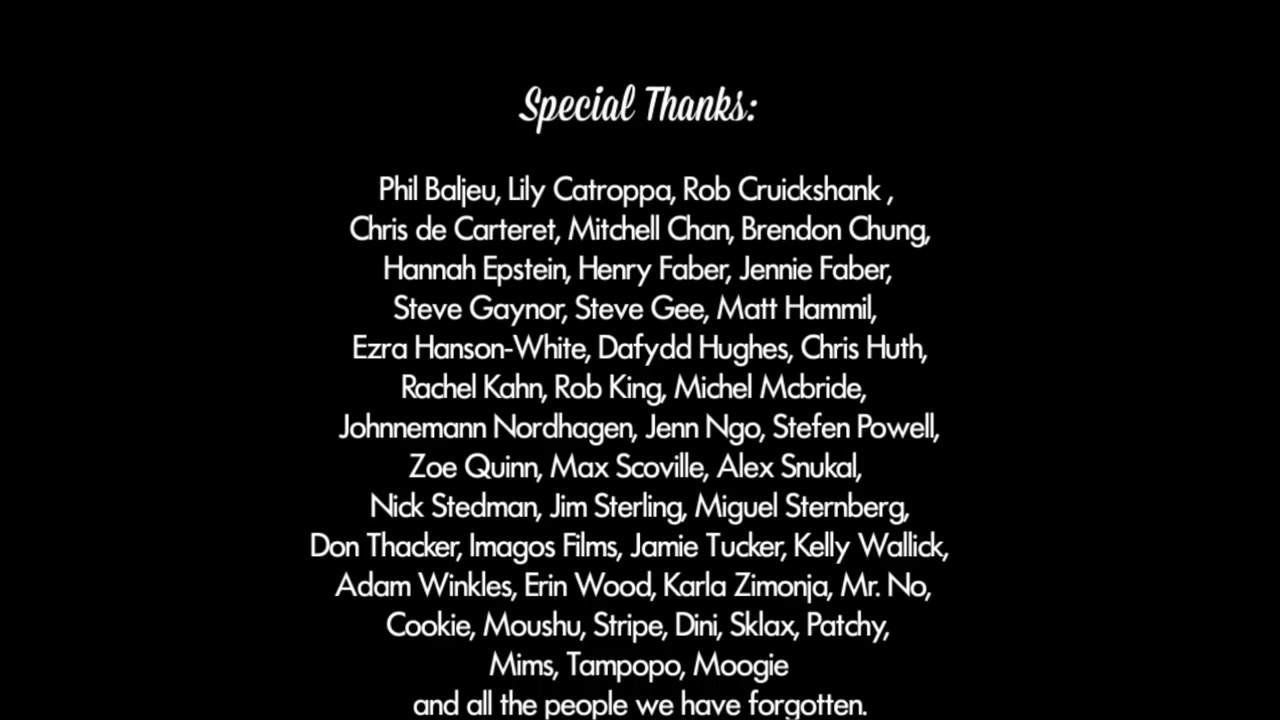 Special Thanks:
Phil Baljeu, Lily Catroppa, Rob Cruickshank ,
Chris de Carteret, Mitchell Chan, Brendon Chung,
Hannah Epstein, Henry Faber, Jennie Faber,
Steve Gaynor, Steve Gee, Matt Hammil,
Ezra Hanson-White, Dafydd Hughes, Chris Huth,
Rachel Kahn, Rob King, Michel Mcbride,
Johnnemann Nordhagen, Jenn Ngo, Stefen Powell,
Zoe Quinn, Max Scoville, Alex Snukal,
Nick Stedman, Jim Sterling, Miguel Sternberg,
Don Thacker, Imagos Films, Jamie Tucker, Kelly Wallick,
Adam Winkles, Erin Wood, Karla Zimonja, Mr. No,
Cookie, Moushu, Stripe, Dini, Sklax, Patchy,
Mims, Tampopo, Moogie
and all the people we have forgotten.